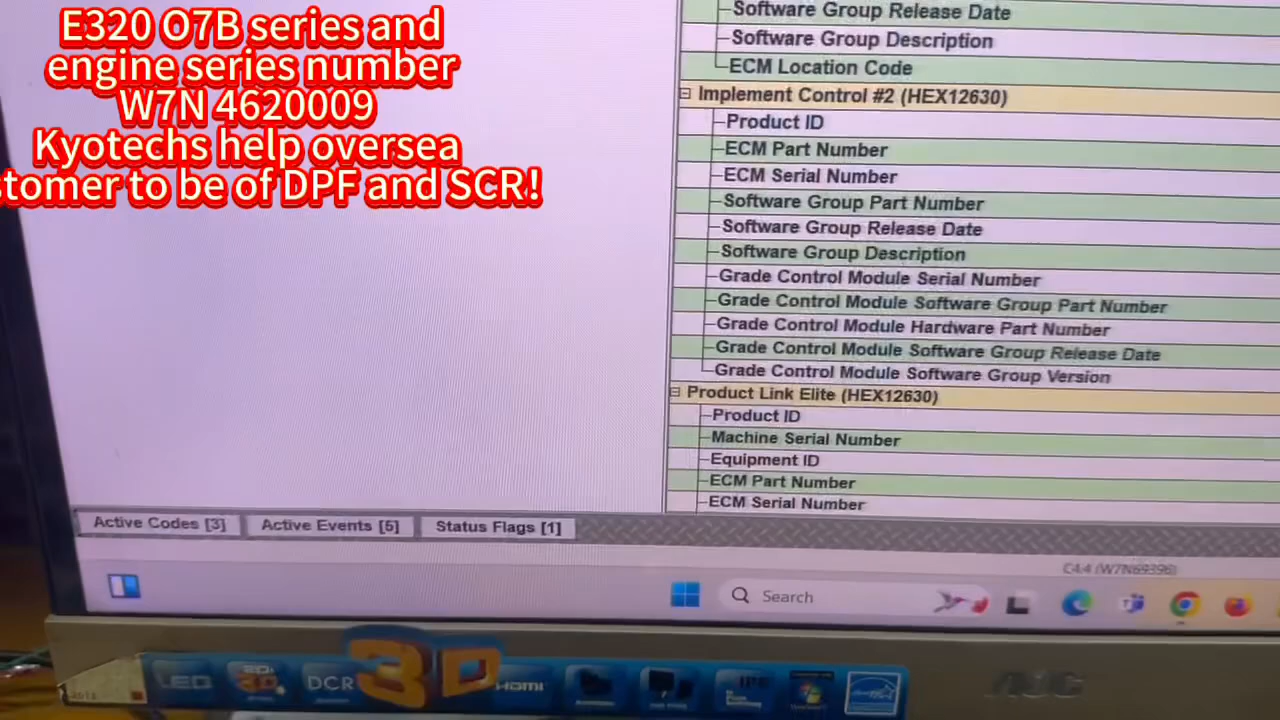 E320 O7B series and
engine series number
W7N 4620009
Kyotechs help oversea
stomer to be of DPF and SCR!
Software Group Release Date
Software Group Description
ECM Location Code
Implement Control #2 (HEX12630)
Product ID
ECM Part Number
ECM Serial Number
Software Group Part Number
Software Group Release Date
Software Group Description
Grade Control Module Serial Number
Grade Control Module Software Group Part Number
Grade Control Module Hardware Part Number
Grade Control Module Software Group Release Date
Grade Control Module Software Group Version
Product Link Elite (HEX12630)
Product ID
Machine Serial Number
Equipment ID
ECM Part Number
ECM Serial Number
Active Codes [3] Active Events [5] Status Flags [1]
C4.4 (W7N69396)
Search
LED
DCR
3D
HDMI
AOC